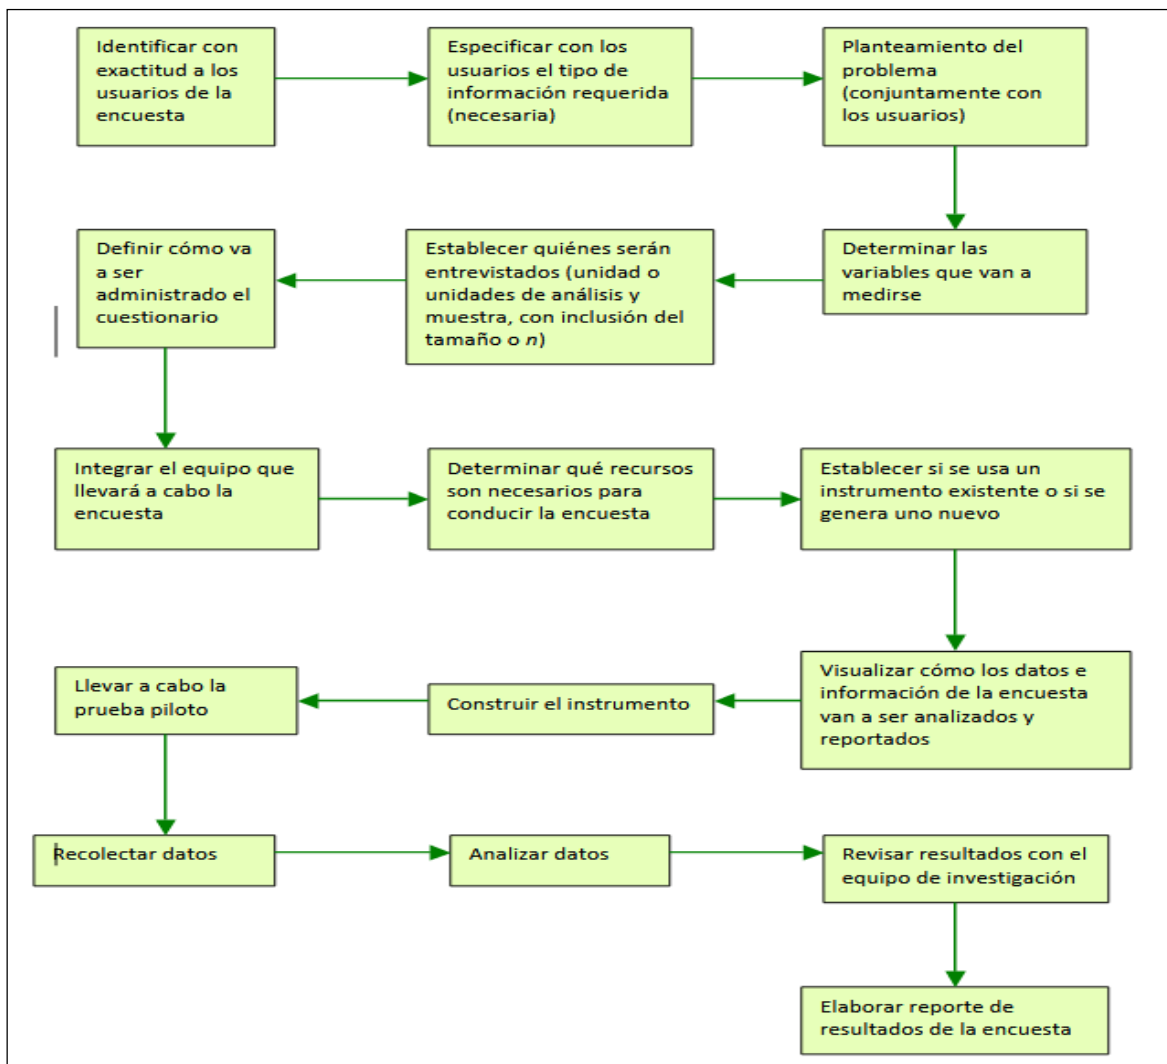 Identificar con
exactitud a los
usuarios de la
encuesta
Especificar con los
usuarios el tipo de
información requerida
(necesaria)
Planteamiento del
problema
(conjuntamente con
los usuarios)
Determinar las
variables que van a
medirse
Establecer quiénes serán
entrevistados (unidad o
unidades de análisis y
muestra, con inclusión del
tamaño o n)
Definir cómo va
a ser
administrado el
cuestionario
Integrar el equipo que
llevará a cabo la
encuesta
Determinar qué recursos
son necesarios para
conducir la encuesta
Establecer si se usa un
instrumento existente o si se
genera uno nuevo
Visualizar cómo los datos e
información de la encuesta
van a ser analizados y
reportados
Construir el instrumento
Llevar a cabo la
prueba piloto
Recolectar datos
Analizar datos
Revisar resultados con el
equipo de investigación
Elaborar reporte de
resultados de la encuesta